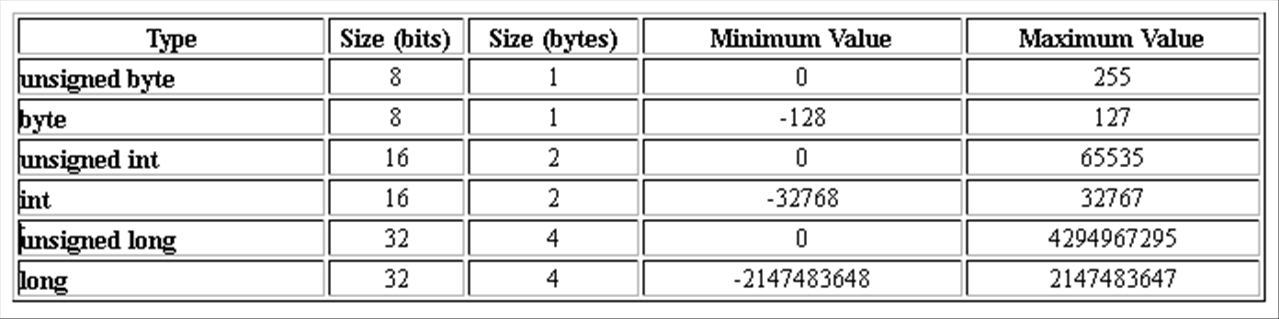 Type Size (bits) Size (bytes) Minimum Value Maximum Value
unsigned byte 8 1 0 255
byte 8 1 -128 127
unsigned int 16 2 0 65535
int 16 2 -32768 32767
unsigned long 32 4 0 4294967295
long 32 4 -2147483648 2147483647